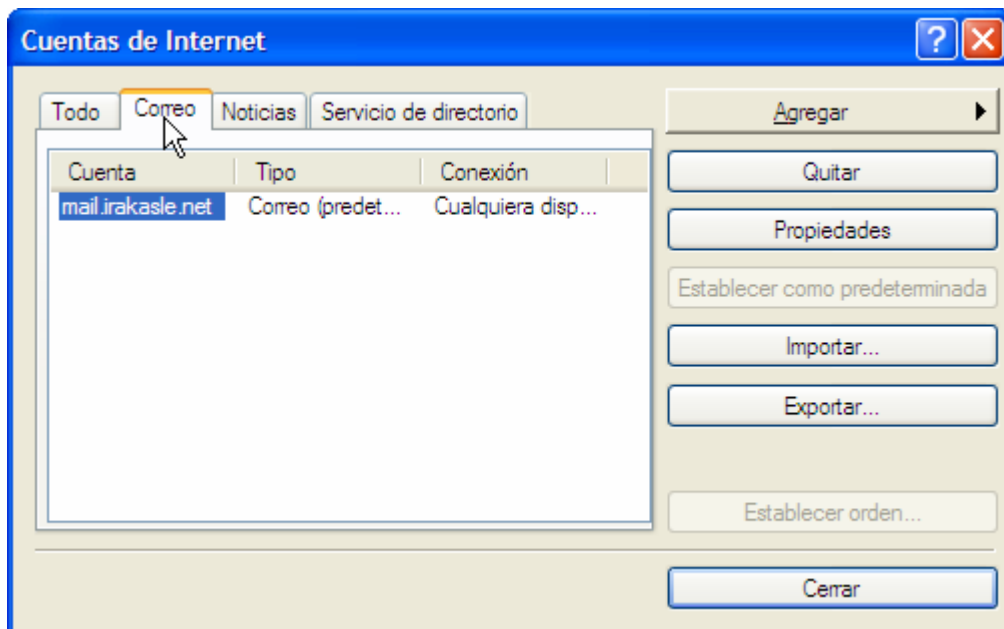 Cuentas de Internet
?
Todo Correo Noticias Servicio de directorio
Agregar
Cuenta Tipo Conexión
Quitar
mail.irakasle.net Correo (predet... Cualquiera disp...
Propiedades
Establecer como predeterminada
Importar...
Exportar...
Establecer orden...
Cerrar